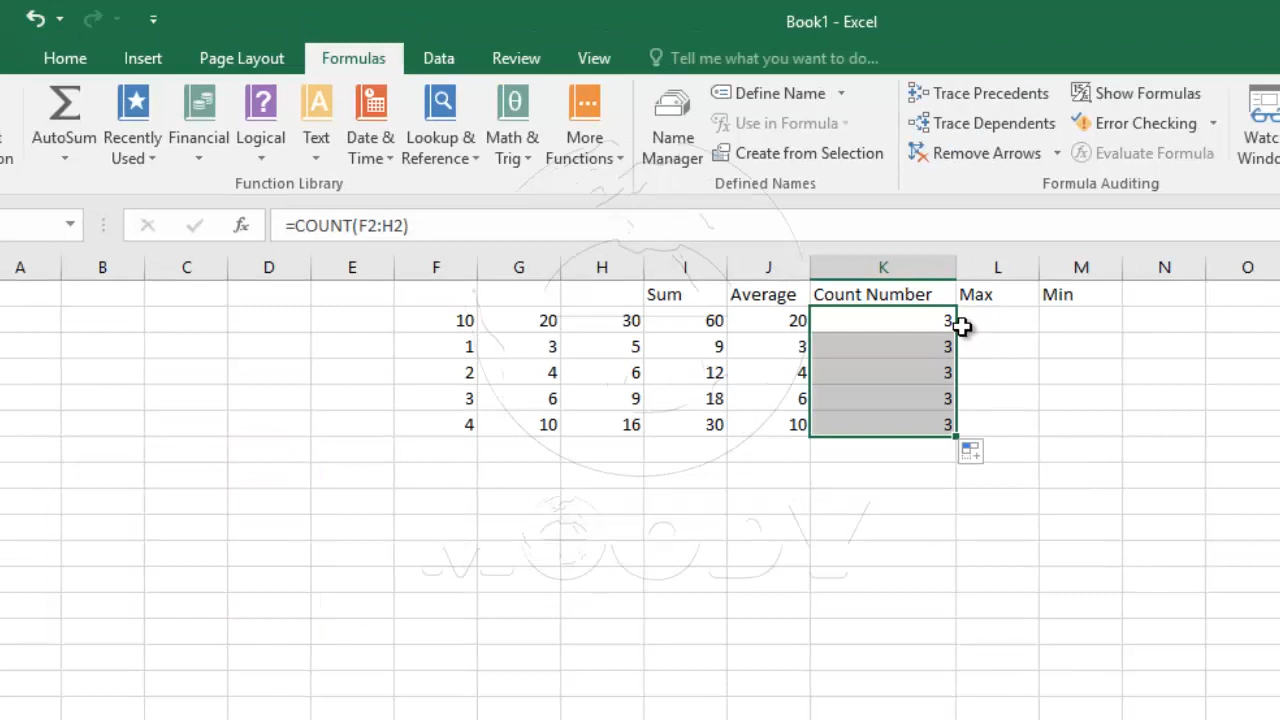 Book1 - Excel
Home Insert Page Layout Formulas Data Review View Tell me what you want to do...
AutoSum Recently Used Financial Logical Text Date & Time Lookup & Reference Math & Trig More Functions Name Manager
Define Name
Use in Formula
Create from Selection
Trace Precedents
Trace Dependents
Remove Arrows
Show Formulas
Error Checking
Evaluate Formula
Function Library Defined Names Formula Auditing
fx =COUNT(F2:H2)
A B C D E F G H I J K L M N O
Sum Average Count Number Max Min
10 20 30 60 20 3
1 3 5 9 3 3
2 4 6 12 4 3
3 6 9 18 6 3
4 10 16 30 10 3